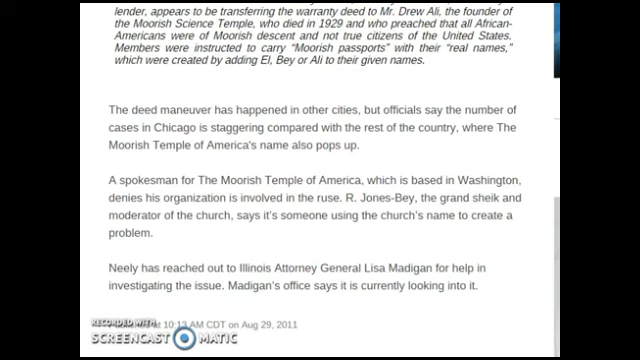 lender, appears to be transferring the warranty deed to Mr. Drew Ali, the founder of
the Moorish Science Temple, who died in 1929 and who preached that all African-
Americans were of Moorish descent and not true citizens of the United States.
Members were instructed to carry “Moorish passports” with their “real names,”
which were created by adding El, Bey or Ali to their given names.
The deed maneuver has happened in other cities, but officials say the number of
cases in Chicago is staggering compared with the rest of the country, where The
Moorish Temple of America's name also pops up.
A spokesman for The Moorish Temple of America, which is based in Washington,
denies his organization is involved in the ruse. R. Jones-Bey, the grand sheik and
moderator of the church, says it’s someone using the church’s name to create a
problem.
Neely has reached out to Illinois Attorney General Lisa Madigan for help in
investigating the issue. Madigan’s office says it is currently looking into it.
at 10:13 AM CDT on Aug 29, 2011
RECORDED WITH
SCREENCAST MATIC